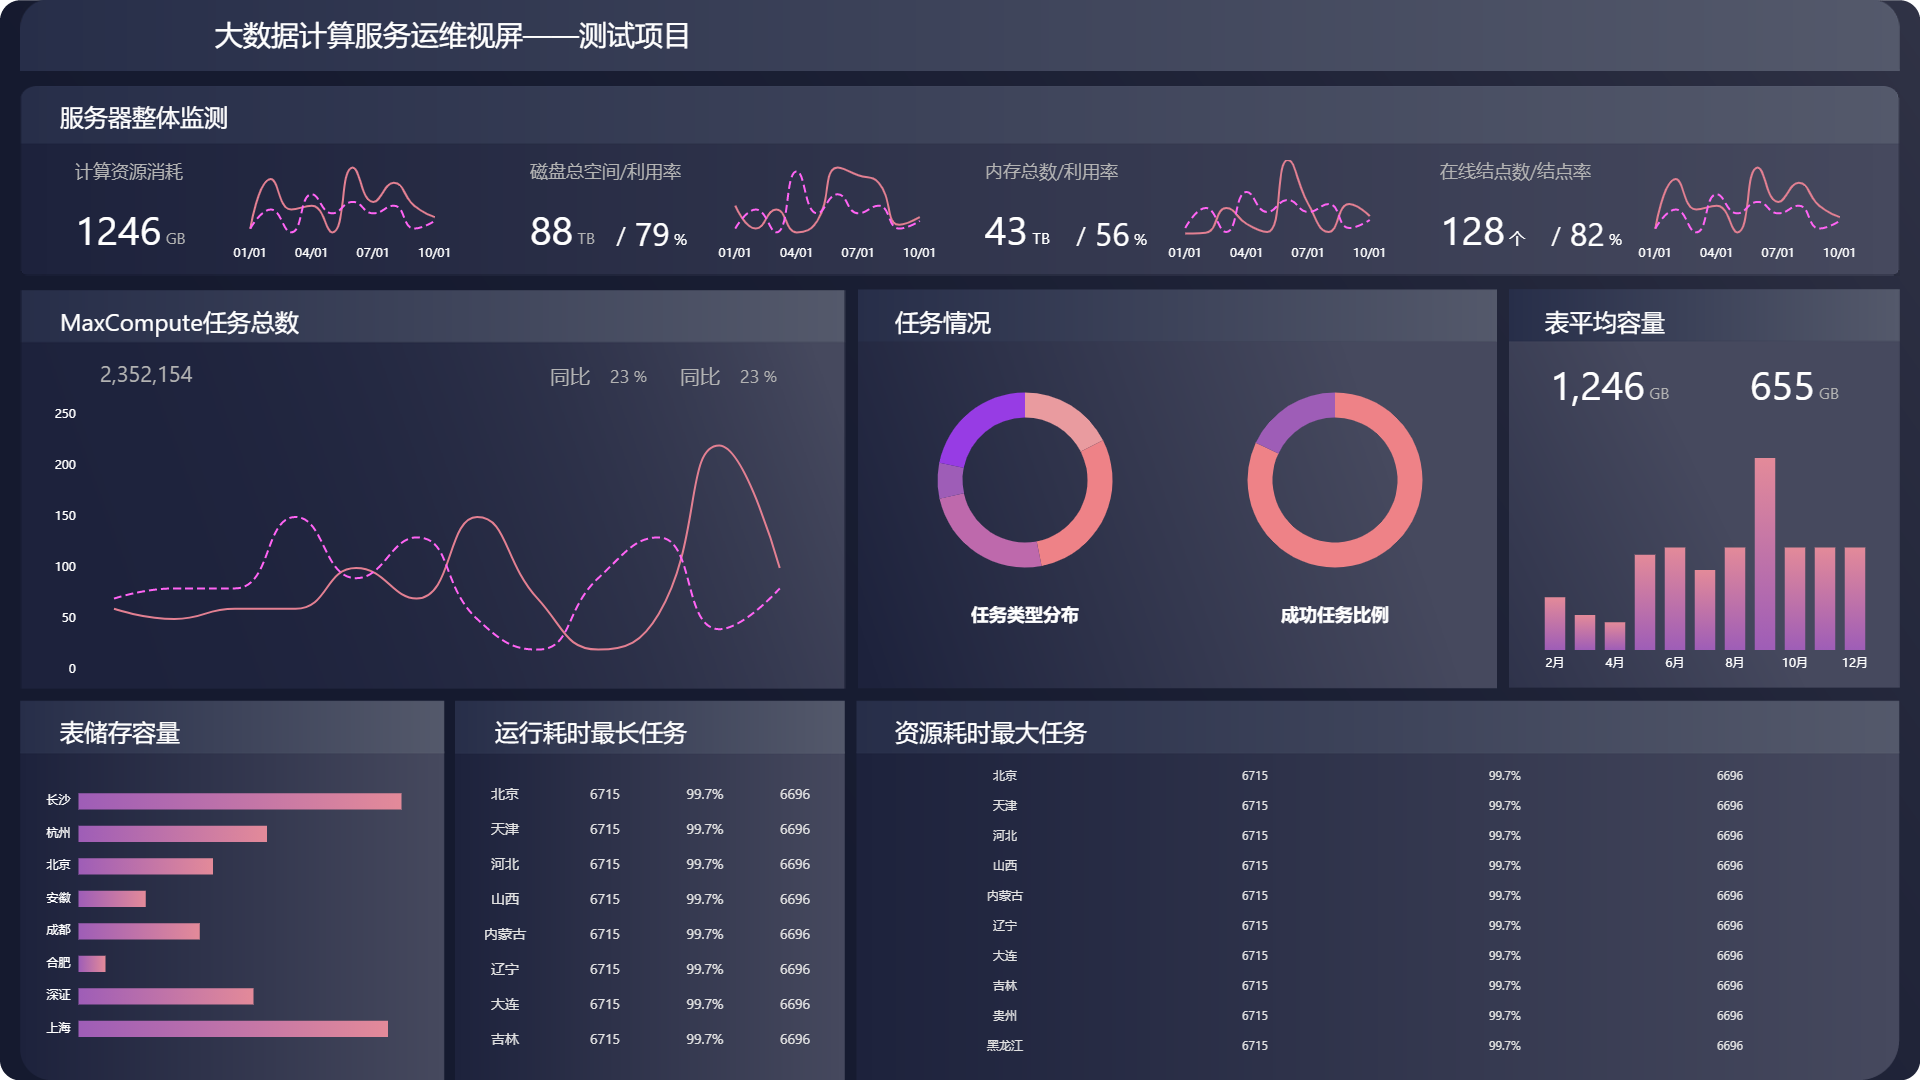 大数据计算服务运维视屏——测试项目
服务器整体监测
计算资源消耗
1246 GB
01/01 04/01 07/01 10/01
磁盘总空间/利用率
88 TB / 79 %
01/01 04/01 07/01 10/01
内存总数/利用率
43 TB / 56 %
01/01 04/01 07/01 10/01
在线结点数/结点率
128 个 / 82 %
01/01 04/01 07/01 10/01
MaxCompute任务总数
2,352,154 同比 23 % 同比 23 %
250
200
150
100
50
0
任务情况
任务类型分布 成功任务比例
表平均容量
1,246 GB 655 GB
2月 4月 6月 8月 10月 12月
表储存容量
长沙
杭州
北京
安徽
成都
合肥
深证
上海
运行耗时最长任务
北京 6715 99.7% 6696
天津 6715 99.7% 6696
河北 6715 99.7% 6696
山西 6715 99.7% 6696
内蒙古 6715 99.7% 6696
辽宁 6715 99.7% 6696
大连 6715 99.7% 6696
吉林 6715 99.7% 6696
资源耗时最大任务
北京 6715 99.7% 6696
天津 6715 99.7% 6696
河北 6715 99.7% 6696
山西 6715 99.7% 6696
内蒙古 6715 99.7% 6696
辽宁 6715 99.7% 6696
大连 6715 99.7% 6696
吉林 6715 99.7% 6696
贵州 6715 99.7% 6696
黑龙江 6715 99.7% 6696